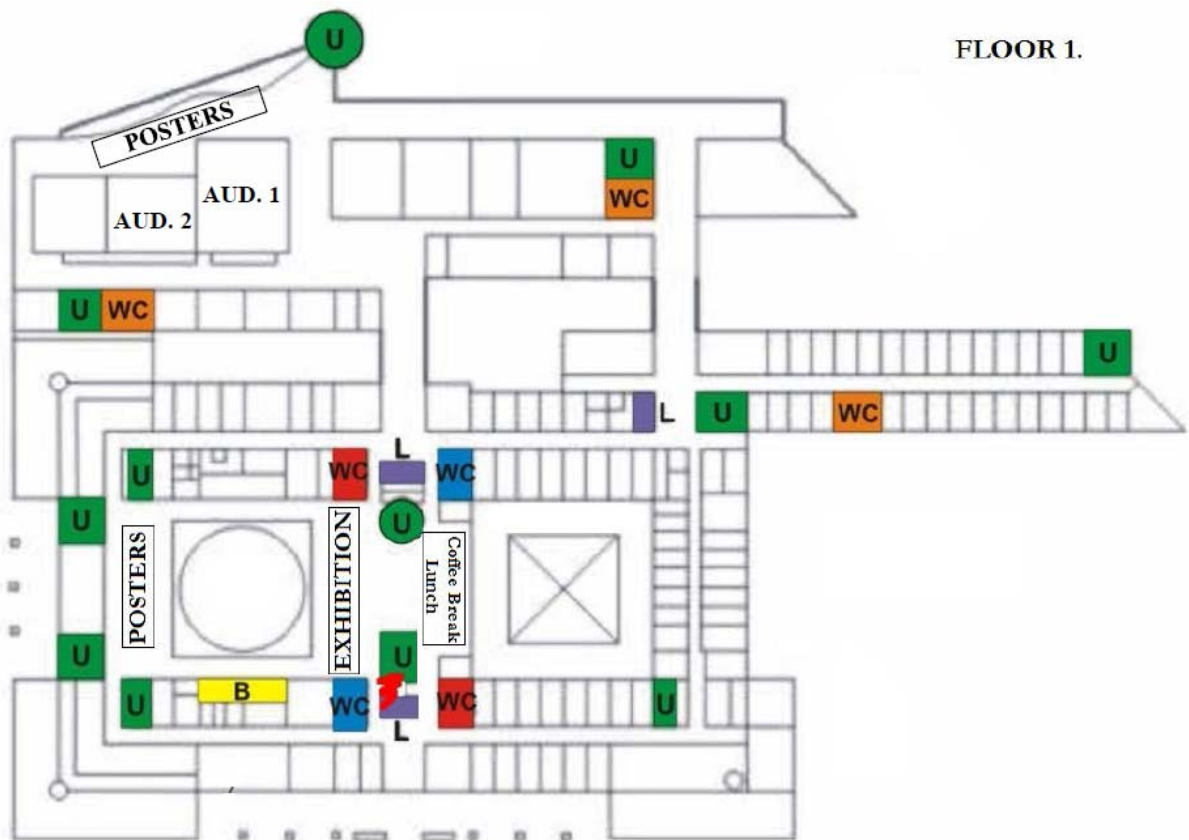 U
FLOOR 1.
POSTERS
U
AUD. 1
WC
AUD. 2
U WC
U
L U WC
L
U WC WC
U U
POSTERS
EXHIBITION
Coffee Break
Lunch
U U
B
U WC WC U
L